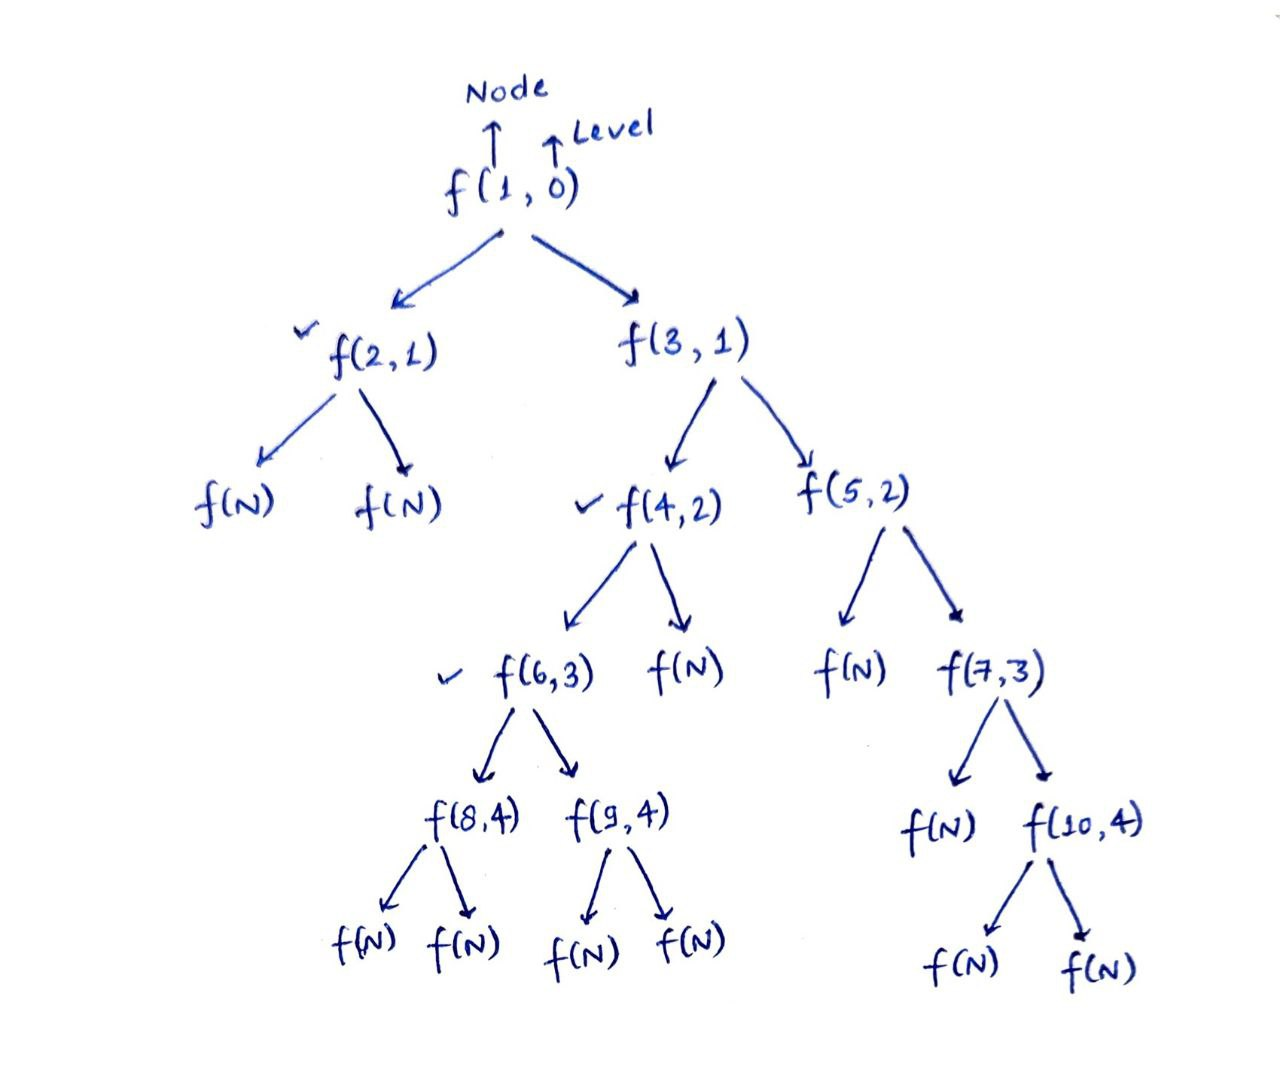 Node
Level
f(1, 0)
✓ f(2,1) f(3, 1)
f(N) f(N) ✓ f(4,2) f(5,2)
✓ f(6,3) f(N) f(N) f(7,3)
f(8,4) f(9,4) f(N) f(10,4)
f(N) f(N) f(N) f(N) f(N) f(N)